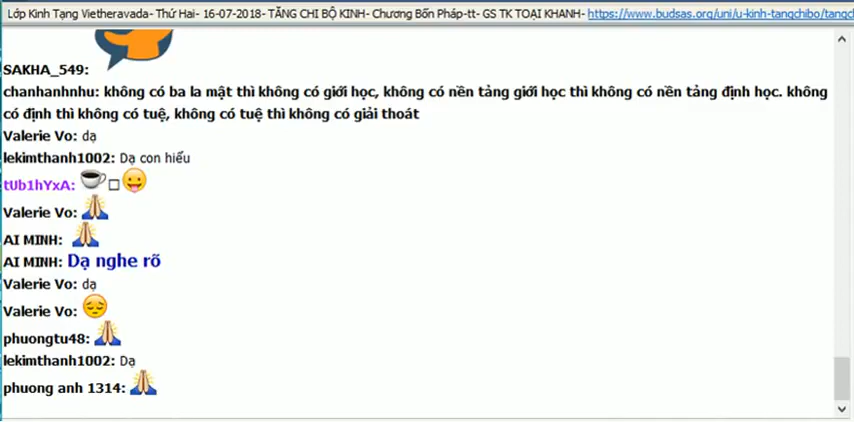 Lớp Kinh Tạng Vietheravada- Thứ Hai- 16-07-2018- TĂNG CHI BỘ KINH- Chương Bốn Pháp-tt- GS TK TOẠI KHANH- https://www.budsas.org/uni/u-kinh-tangchibo/tangc
SAKHA_549:
chanhanhnhu: không có ba la mật thì không có giới học, không có nền tảng giới học thì không có nền tảng định học. không
có định thì không có tuệ, không có tuệ thì không có giải thoát
Valerie Vo: dạ
lekimthanh1002: Dạ con hiểu
tUb1hYxA: ☕□😛
Valerie Vo: 🙏
AI MINH: 🙏
AI MINH: Dạ nghe rõ
Valerie Vo: dạ
Valerie Vo: 😔
phuongtu48: 🙏
lekimthanh1002: Dạ
phuong anh 1314: 🙏